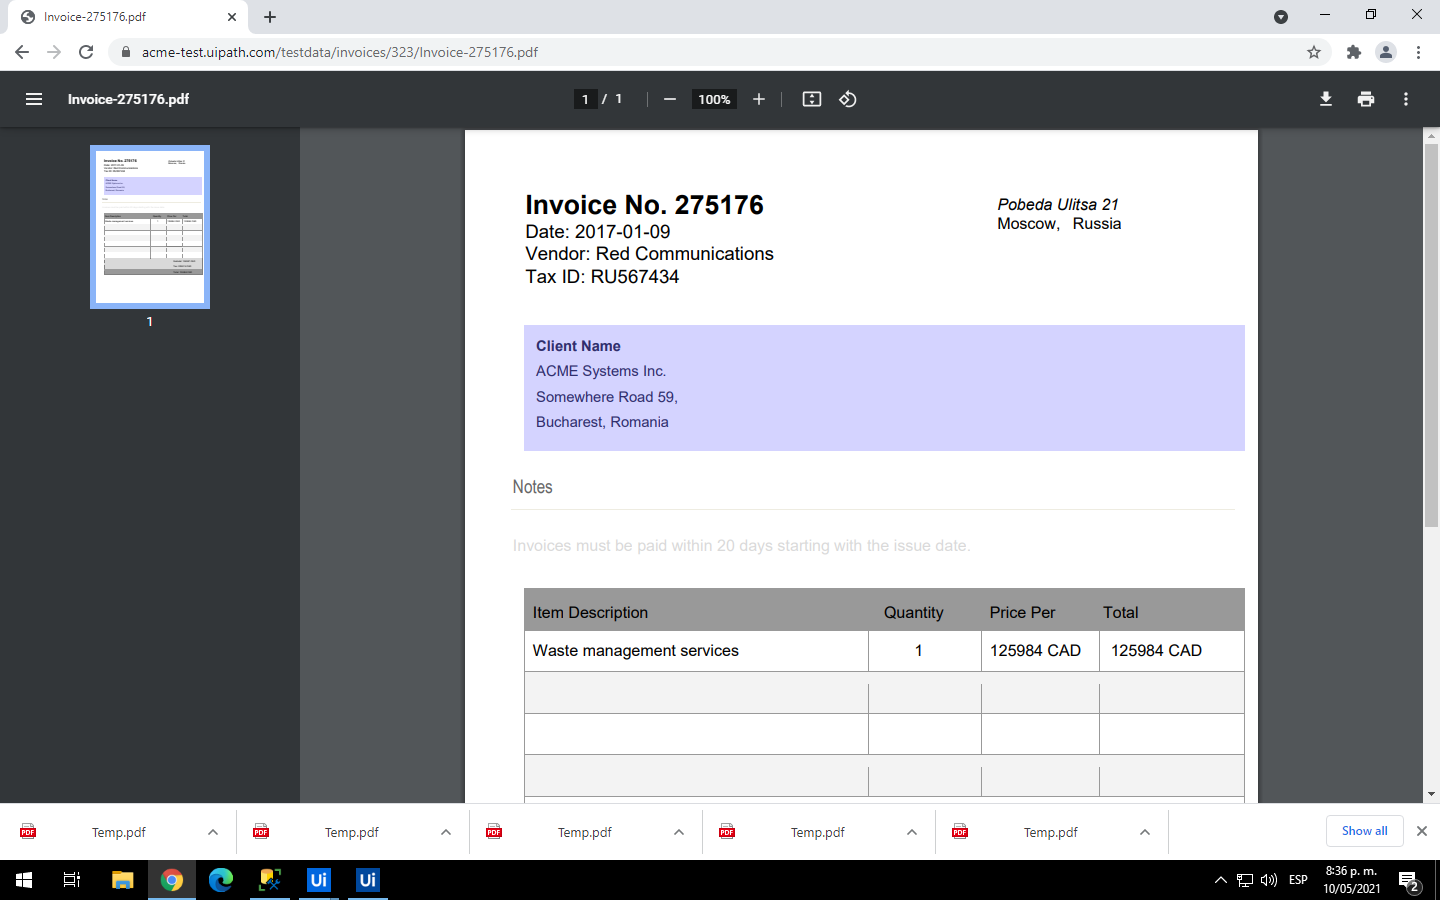 Invoice-275176.pdf
acme-test.uipath.com/testdata/invoices/323/Invoice-275176.pdf
Invoice-275176.pdf
1 / 1
100%
1
Invoice No. 275176
Date: 2017-01-09
Vendor: Red Communications
Tax ID: RU567434
Pobeda Ulitsa 21
Moscow, Russia
Client Name
ACME Systems Inc.
Somewhere Road 59,
Bucharest, Romania
Notes
Invoices must be paid within 20 days starting with the issue date.
Item Description Quantity Price Per Total
Waste management services 1 125984 CAD 125984 CAD
PDF Temp.pdf PDF Temp.pdf PDF Temp.pdf PDF Temp.pdf PDF Temp.pdf Show all
Ui Ui
ESP
8:36 p. m.
10/05/2021
2